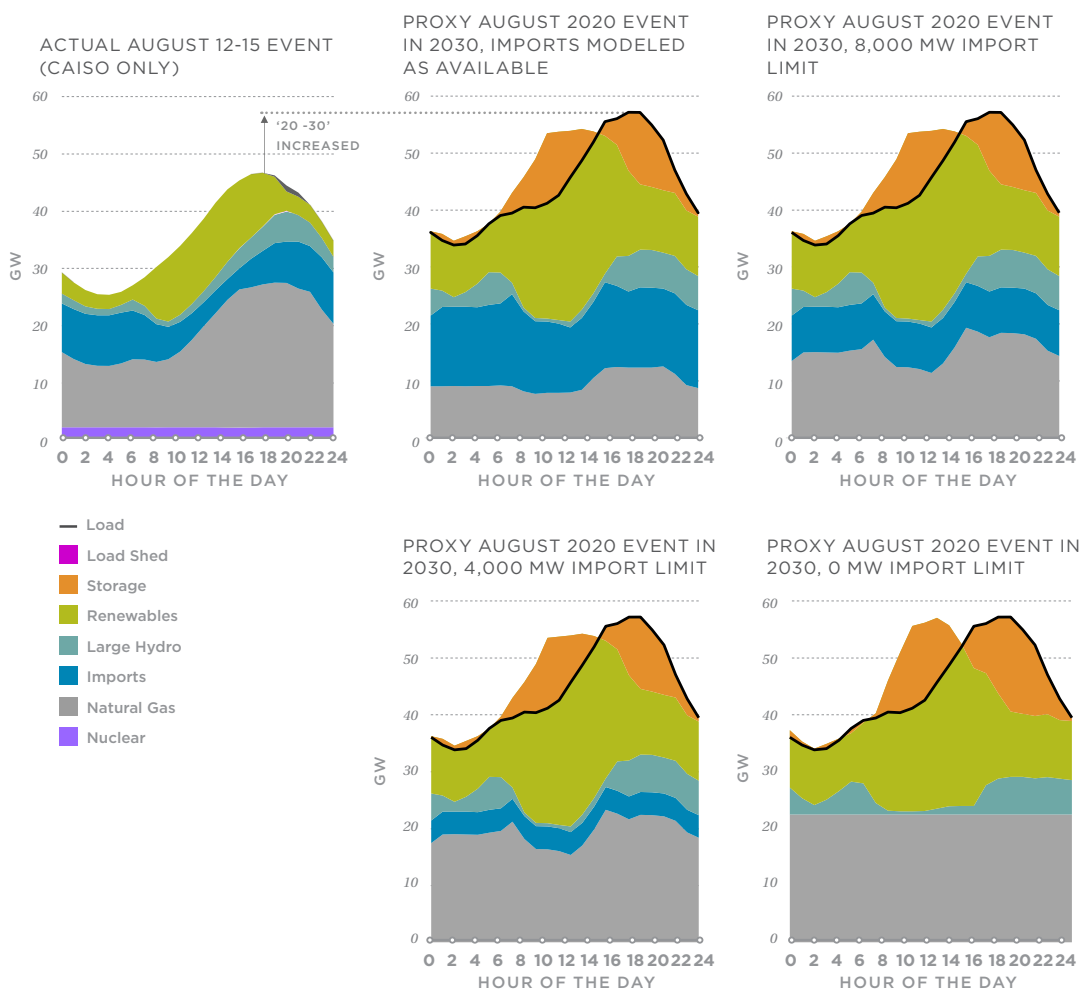 ACTUAL AUGUST 12-15 EVENT
(CAISO ONLY)
60
50
40
30
20
10
0
GW
'20 -30'
INCREASED
0 2 4 6 8 10 12 14 16 18 20 22 24
HOUR OF THE DAY
PROXY AUGUST 2020 EVENT
IN 2030, IMPORTS MODELED
AS AVAILABLE
60
50
40
30
20
10
0
GW
0 2 4 6 8 10 12 14 16 18 20 22 24
HOUR OF THE DAY
PROXY AUGUST 2020 EVENT
IN 2030, 8,000 MW IMPORT
LIMIT
60
50
40
30
20
10
0
GW
0 2 4 6 8 10 12 14 16 18 20 22 24
HOUR OF THE DAY
Load
Load Shed
Storage
Renewables
Large Hydro
Imports
Natural Gas
Nuclear
PROXY AUGUST 2020 EVENT IN
2030, 4,000 MW IMPORT LIMIT
60
50
40
30
20
10
0
GW
0 2 4 6 8 10 12 14 16 18 20 22 24
HOUR OF THE DAY
PROXY AUGUST 2020 EVENT IN
2030, 0 MW IMPORT LIMIT
60
50
40
30
20
10
0
GW
0 2 4 6 8 10 12 14 16 18 20 22 24
HOUR OF THE DAY